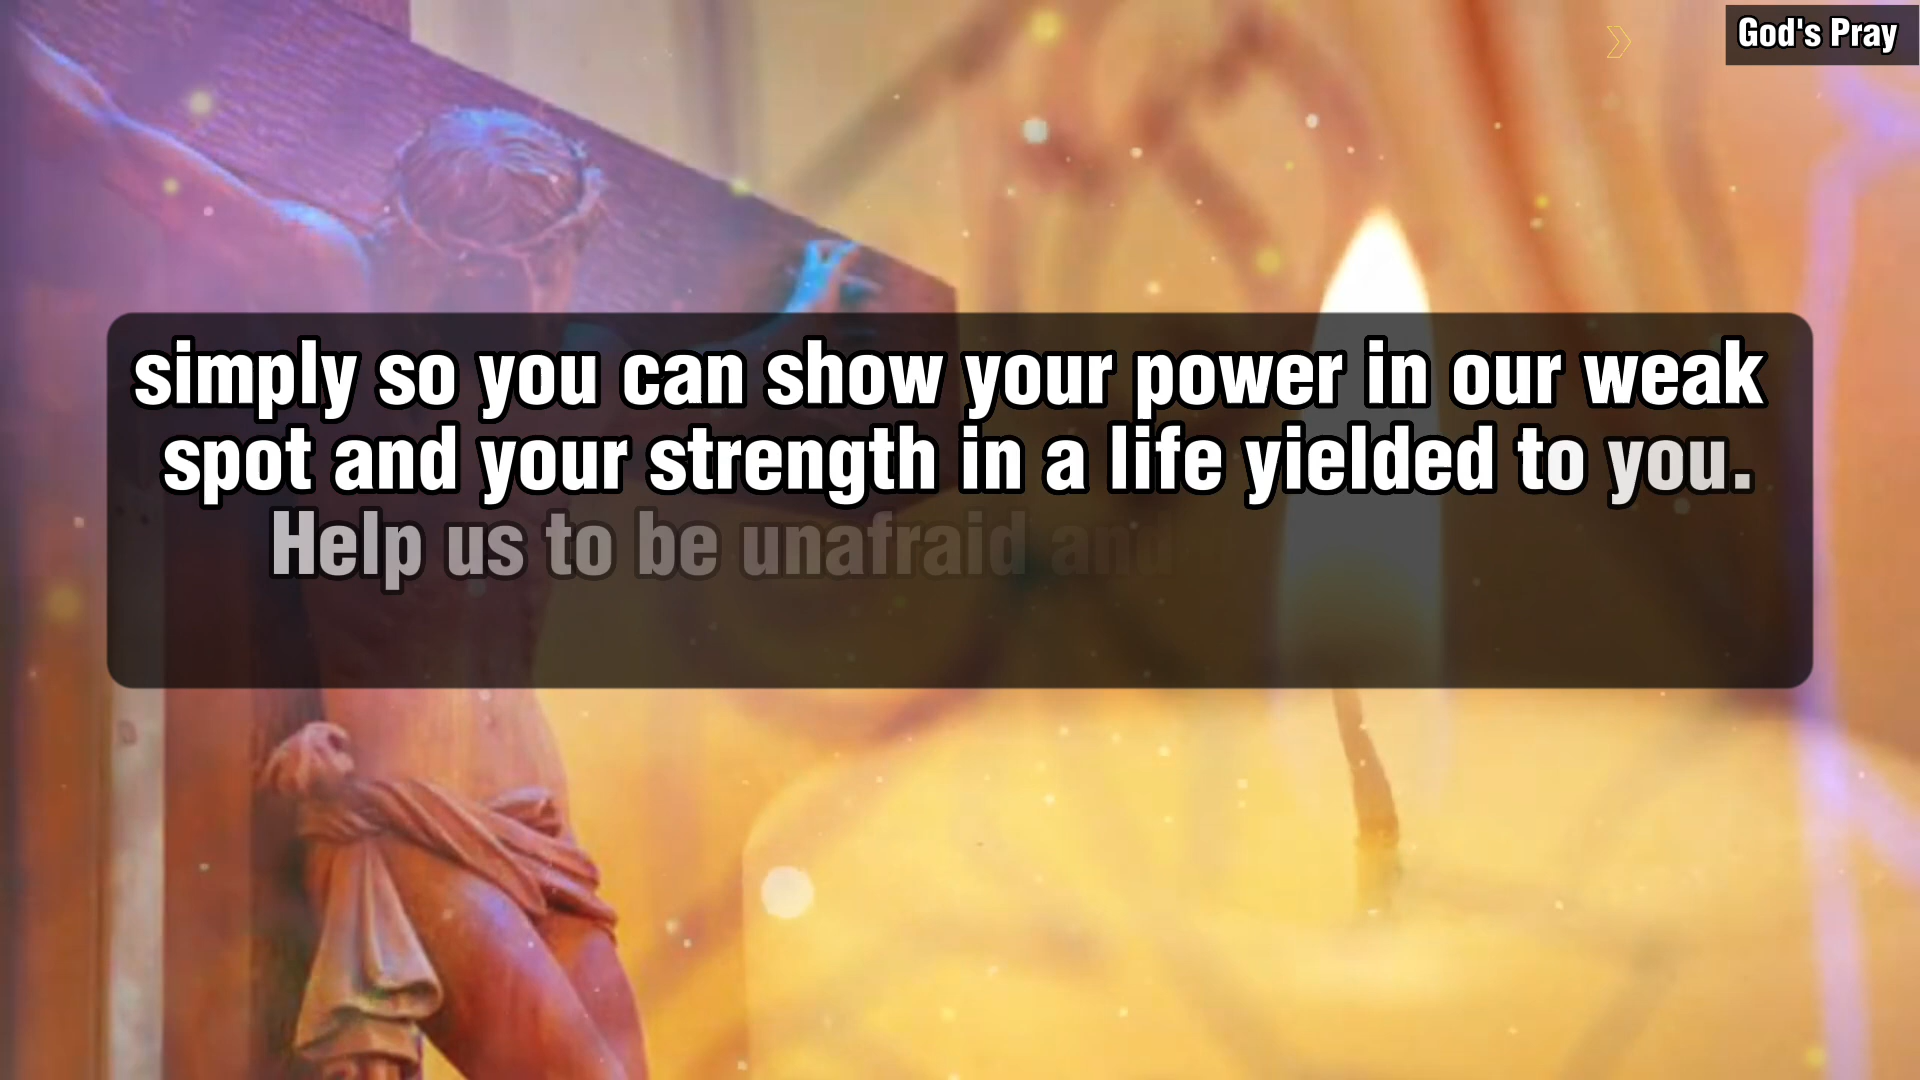 God's Pray
simply so you can show your power in our weak
spot and your strength in a life yielded to you.
Help us to be unafraid and